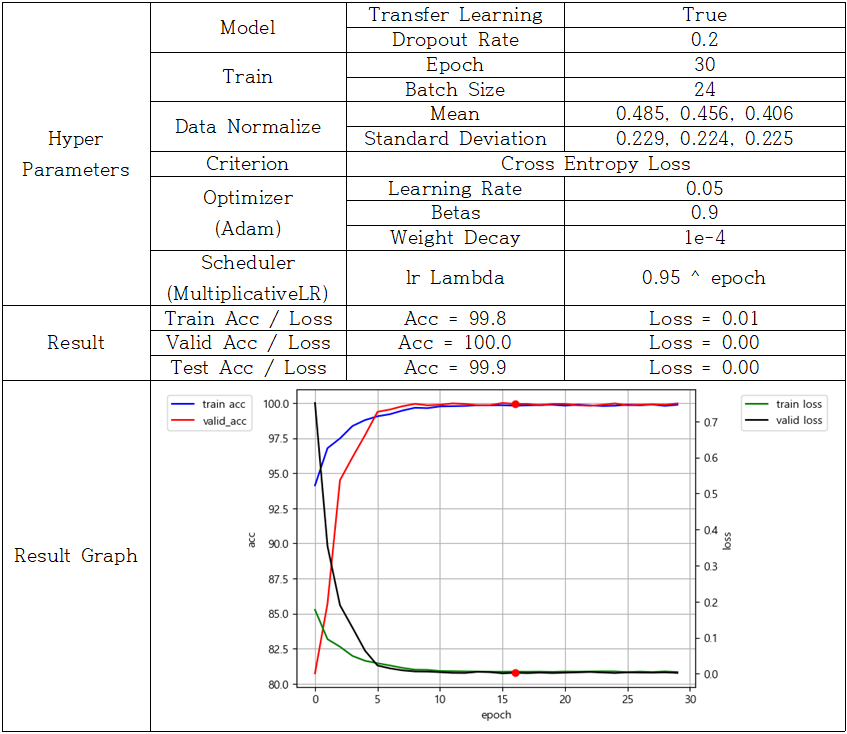 Hyper
Parameters
Model
Transfer Learning
True
Dropout Rate
0.2
Train
Epoch
30
Batch Size
24
Data Normalize
Mean
0.485, 0.456, 0.406
Standard Deviation
0.229, 0.224, 0.225
Criterion
Cross Entropy Loss
Optimizer
(Adam)
Learning Rate
0.05
Betas
0.9
Weight Decay
1e-4
Scheduler
(MultiplicativeLR)
lr Lambda
0.95 ^ epoch
Result
Train Acc / Loss
Acc = 99.8
Loss = 0.01
Valid Acc / Loss
Acc = 100.0
Loss = 0.00
Test Acc / Loss
Acc = 99.9
Loss = 0.00
Result Graph
train acc
valid_acc
train loss
valid loss
100.0
97.5
95.0
92.5
90.0
87.5
85.0
82.5
80.0
acc
0.7
0.6
0.5
0.4
0.3
0.2
0.1
0.0
loss
0
5
10
15
20
25
30
epoch